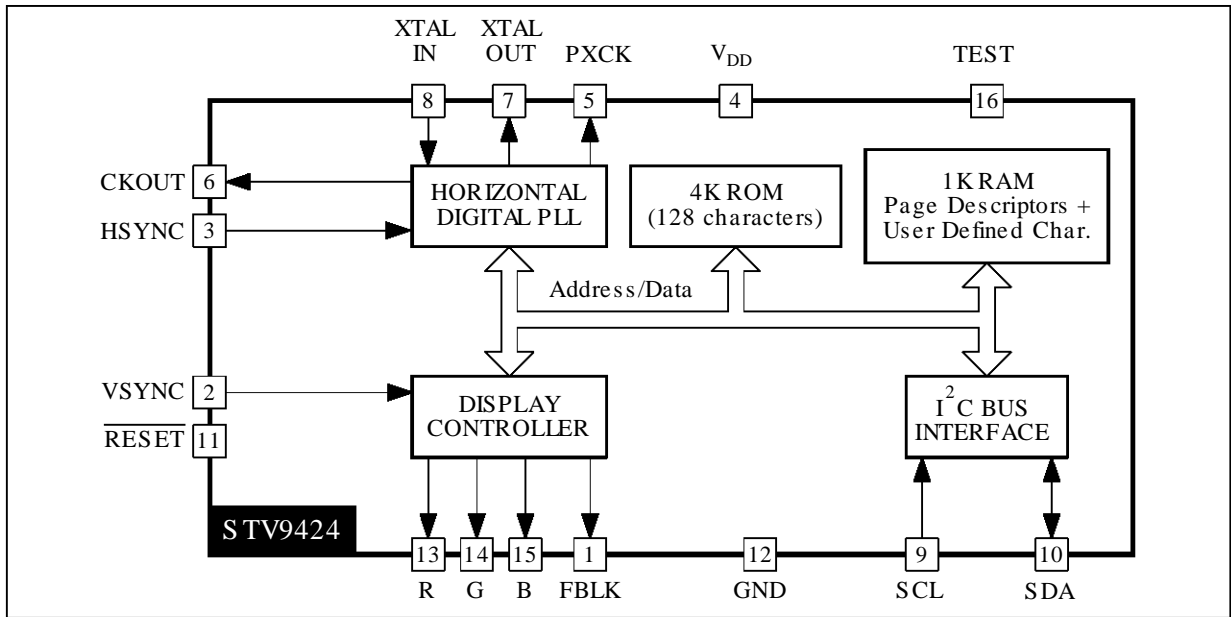 XTAL IN
XTAL OUT
PXCK
V_DD
TEST
8
7
5
4
16
CKOUT
6
HSYNC
3
HORIZONTAL
DIGITAL PLL
4K ROM
(128 characters)
1K RAM
Page Descriptors +
User Defined Char.
Address/Data
VSYNC
2
RESET
11
DISPLAY
CONTROLLER
I²C BUS
INTERFACE
STV9424
13
14
15
1
12
9
10
R
G
B
FBLK
GND
SCL
SDA